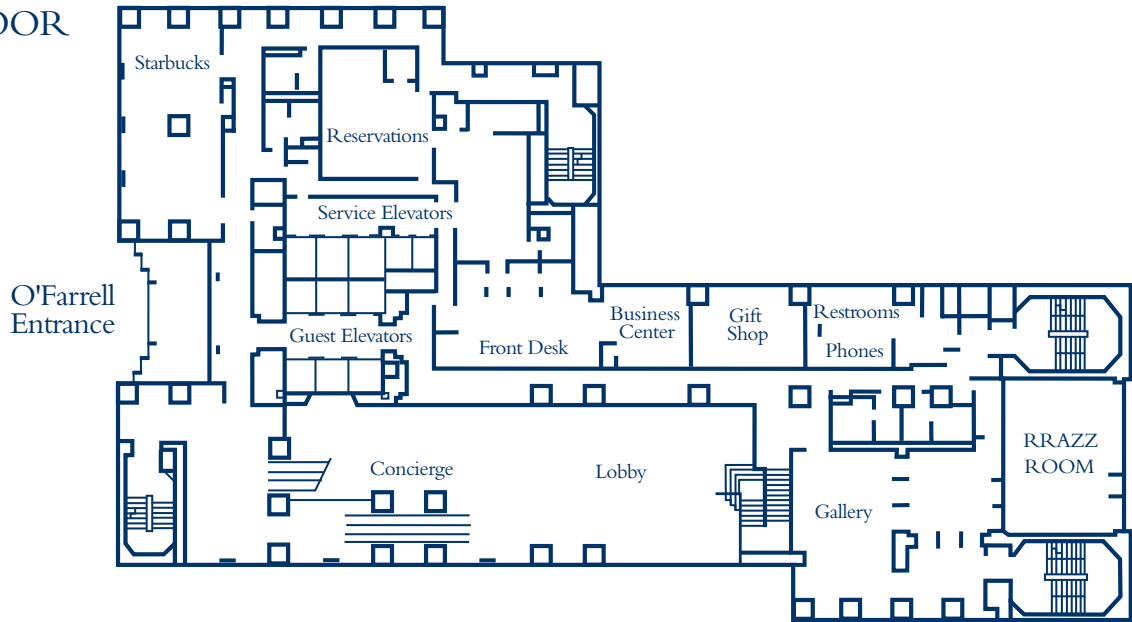 Starbucks
Reservations
Service Elevators
O'Farrell
Entrance
Guest Elevators
Front Desk
Business
Center
Gift
Shop
Restrooms
Phones
Concierge
Lobby
Gallery
RRAZZ
ROOM